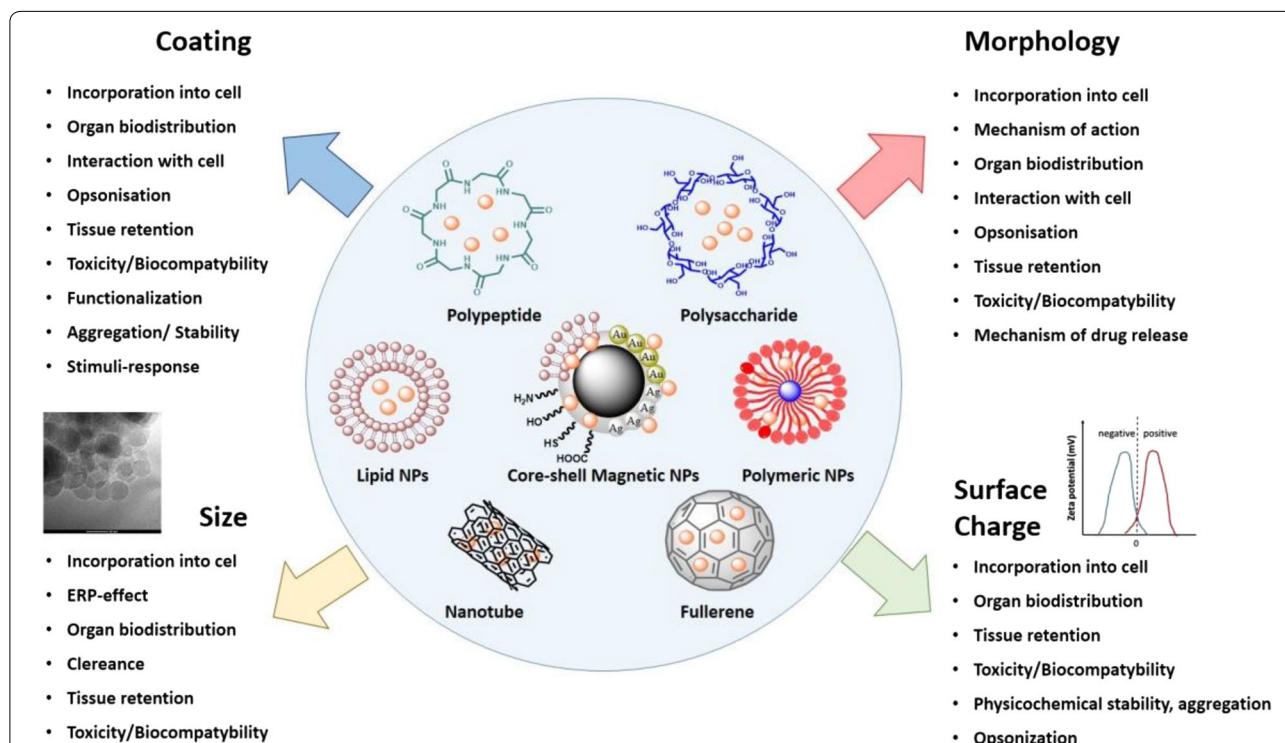 Coating
• Incorporation into cell
• Organ biodistribution
• Interaction with cell
• Opsonisation
• Tissue retention
• Toxicity/Biocompatybility
• Functionalization
• Aggregation/ Stability
• Stimuli-response
Morphology
• Incorporation into cell
• Mechanism of action
• Organ biodistribution
• Interaction with cell
• Opsonisation
• Tissue retention
• Toxicity/Biocompatybility
• Mechanism of drug release
Polypeptide
Polysaccharide
Au
Au
Au
Au
Ag
Ag
Ag
Ag
H₂N
HO
HS
HOOC
Lipid NPs
Core-shell Magnetic NPs
Polymeric NPs
Nanotube
Fullerene
Size
• Incorporation into cel
• ERP-effect
• Organ biodistribution
• Clereance
• Tissue retention
• Toxicity/Biocompatybility
Surface
Charge
negative
positive
Zeta potential (mV)
0
• Incorporation into cell
• Organ biodistribution
• Tissue retention
• Toxicity/Biocompatybility
• Physicochemical stability, aggregation
• Opsonization